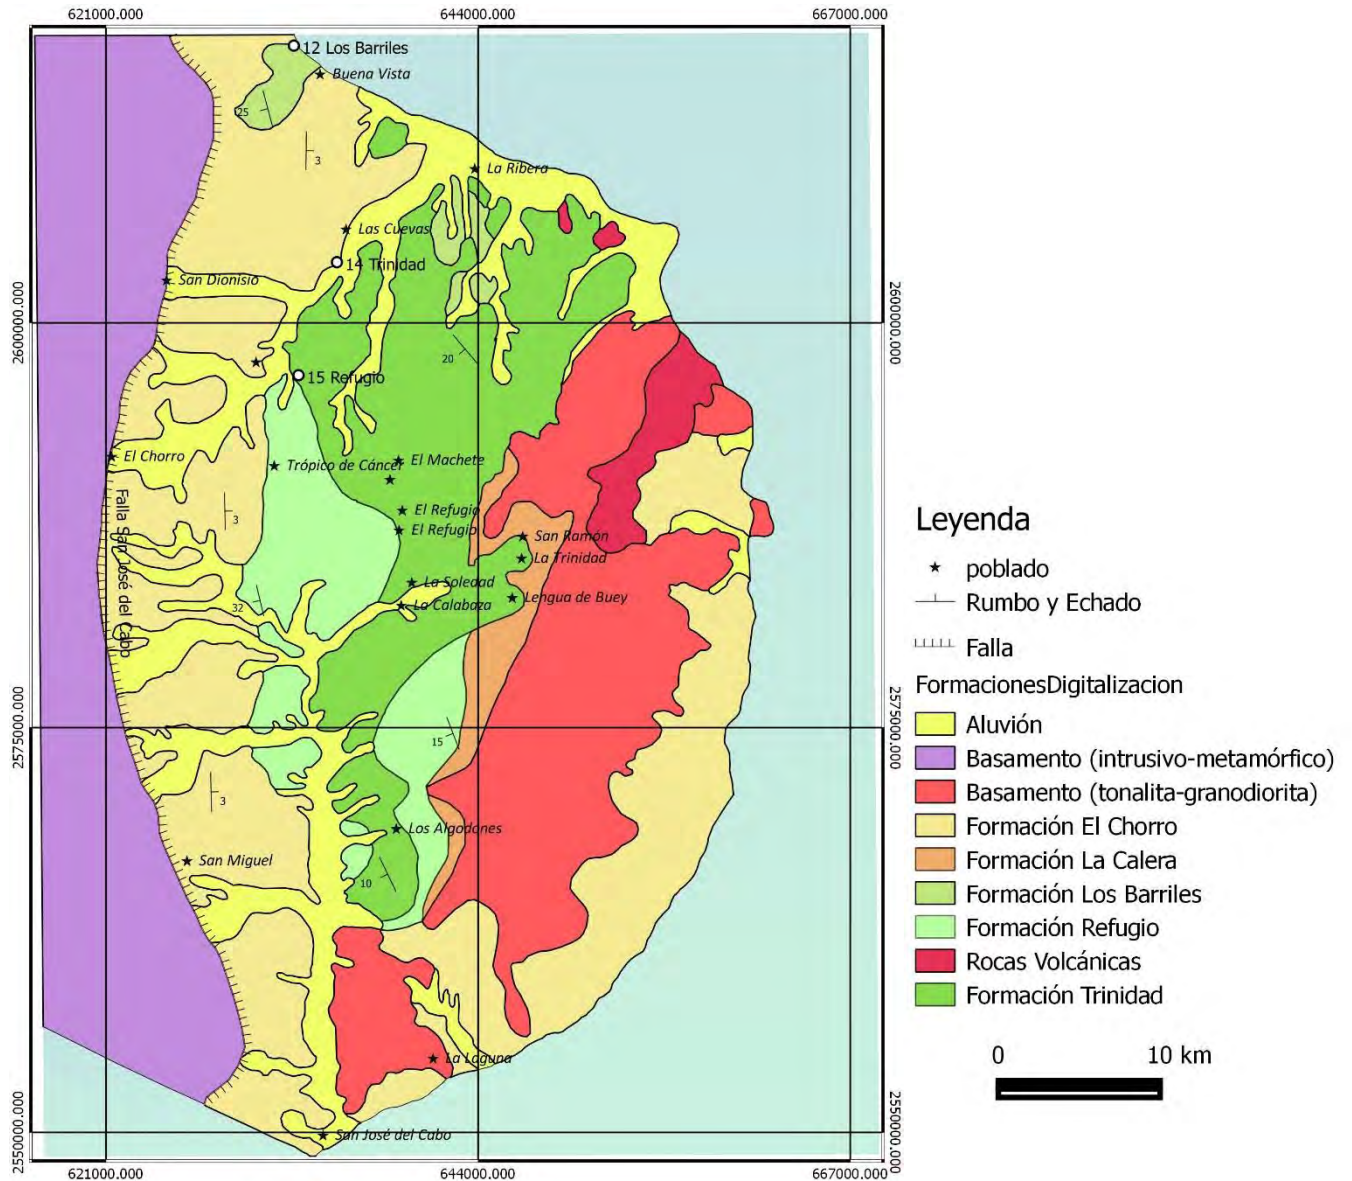 621000.000
644000.000
667000.000
12 Los Barriles
Buena Vista
25
3
La Ribera
Las Cuevas
14 Trinidad
San Dionisio
2600000.000
2600000.000
20
15 Refugio
El Chorro
Trópico de Cáncer
El Machete
Falla San José del Cabo
3
El Refugio
El Refugio
San Ramón
La Trinidad
La Soledad
32
La Calabaza
Lengua de Buey
2575000.000
2575000.000
15
3
Los Algodones
San Miguel
10
La Laguna
San José del Cabo
2550000.000
2550000.000
621000.000
644000.000
667000.000
Leyenda
poblado
Rumbo y Echado
Falla
FormacionesDigitalizacion
Aluvión
Basamento (intrusivo-metamórfico)
Basamento (tonalita-granodiorita)
Formación El Chorro
Formación La Calera
Formación Los Barriles
Formación Refugio
Rocas Volcánicas
Formación Trinidad
0 10 km